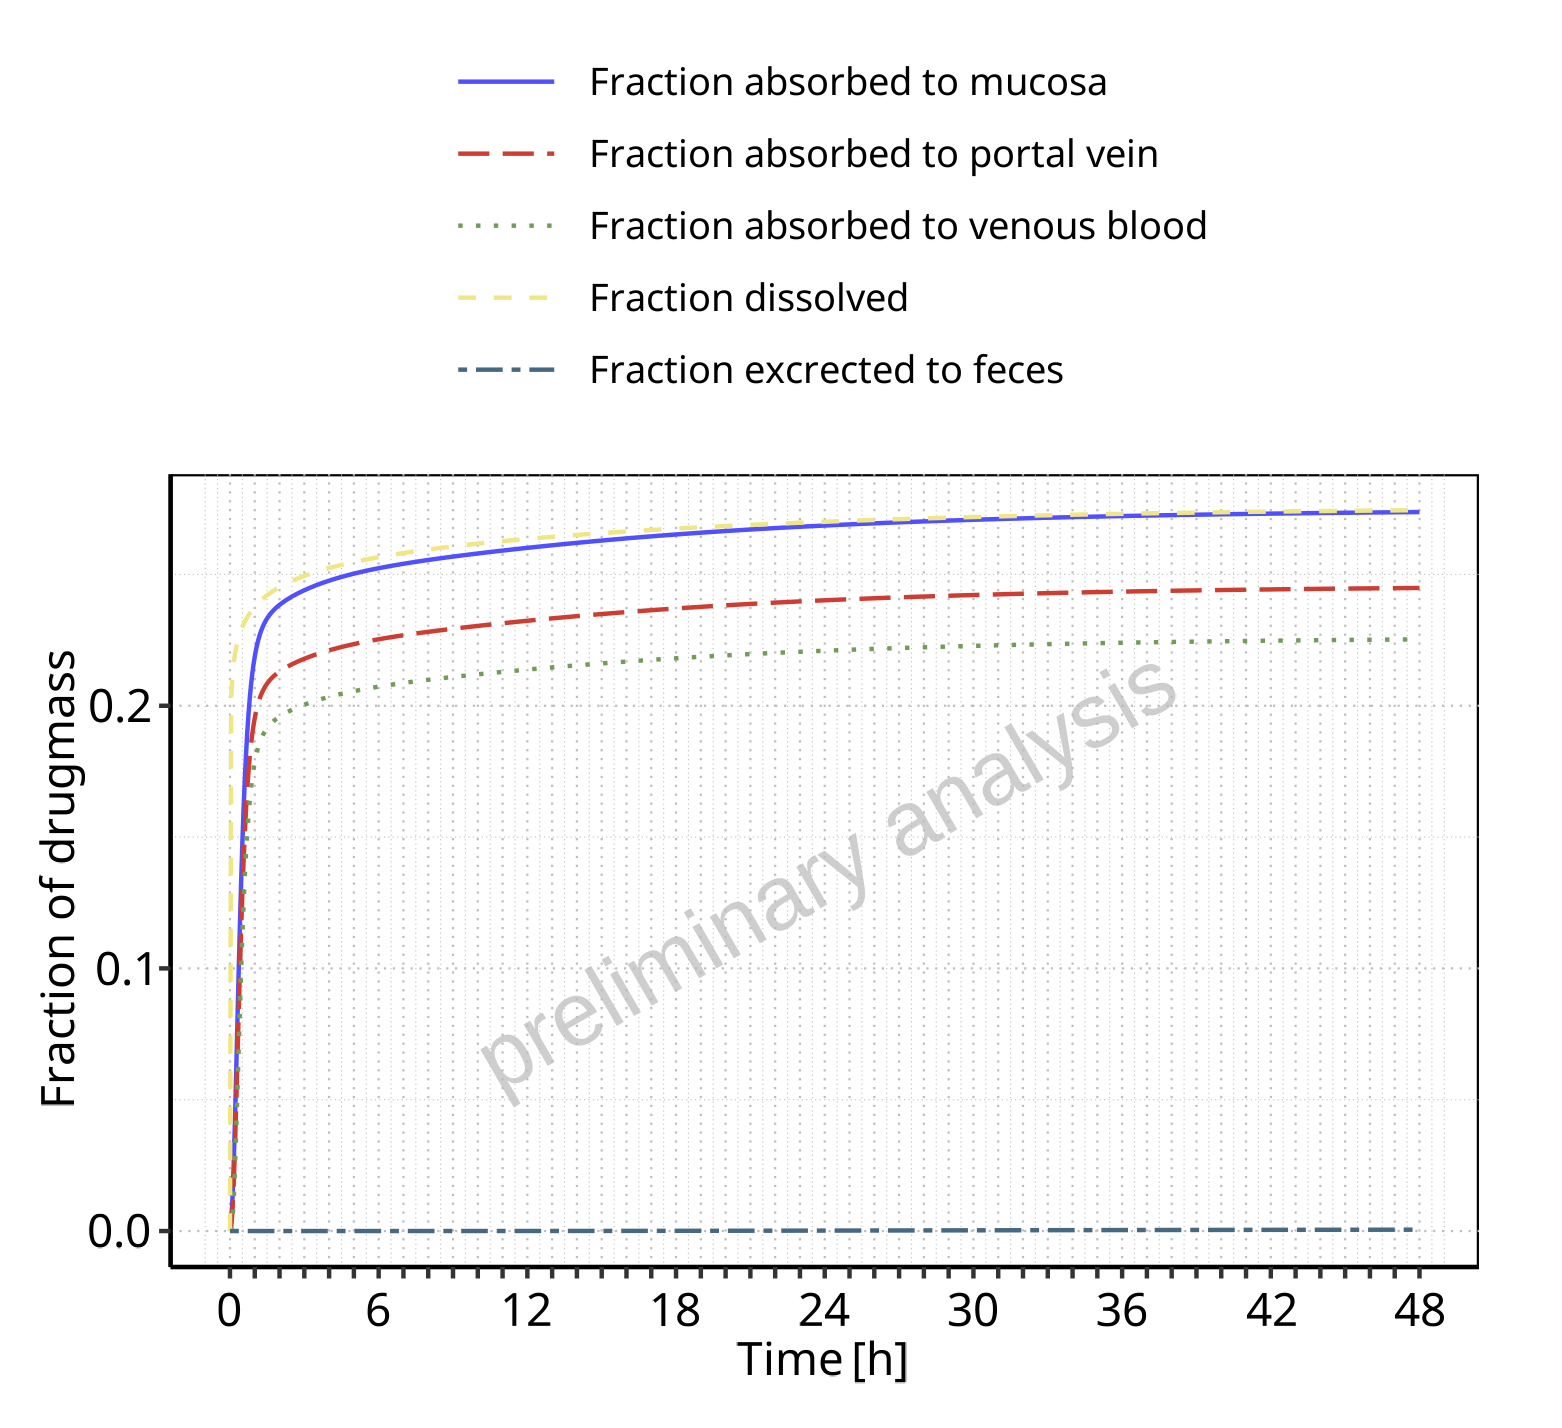 Fraction absorbed to mucosa
Fraction absorbed to portal vein
Fraction absorbed to venous blood
Fraction dissolved
Fraction excrected to feces
Fraction of drugmass
0.2
0.1
0.0
preliminary analysis
0 6 12 18 24 30 36 42 48
Time [h]